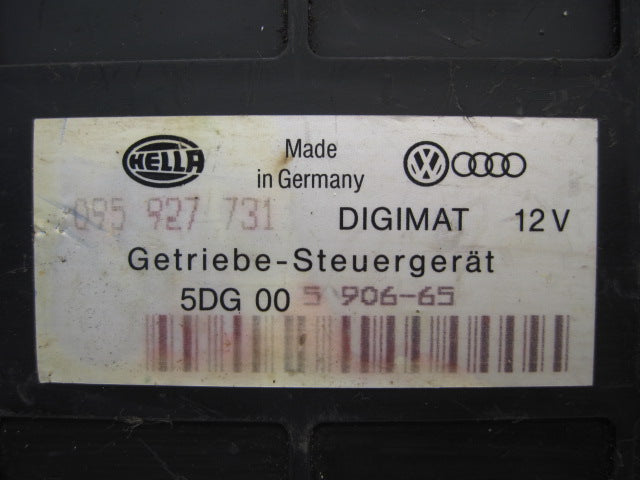 HELLA
Made
in Germany
095 927 731 DIGIMAT 12 V
Getriebe-Steuergerät
5DG 00 5 906-65